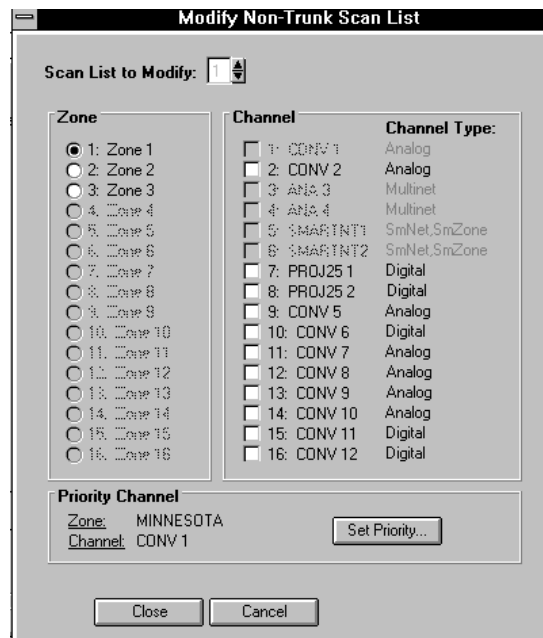 Modify Non-Trunk Scan List
Scan List to Modify: 1
Zone
1: Zone 1
2: Zone 2
3: Zone 3
4. Zone 4
5. Zone 5
6. Zone 6
7. Zone 7
8. Zone 8
9. Zone 9
10. Zone 10
11. Zone 11
12. Zone 12
13. Zone 13
14. Zone 14
15. Zone 15
16. Zone 16
Channel
Channel Type:
1: CONV 1 Analog
2: CONV 2 Analog
3: ANA 3 Multinet
4: ANA 4 Multinet
5: SMARTNT1 SmNet,SmZone
6: SMARTNT2 SmNet,SmZone
7: PROJ25 1 Digital
8: PROJ25 2 Digital
9: CONV 5 Analog
10: CONV 6 Digital
11: CONV 7 Analog
12: CONV 8 Analog
13: CONV 9 Analog
14: CONV 10 Analog
15: CONV 11 Digital
16: CONV 12 Digital
Priority Channel
Zone: MINNESOTA
Channel: CONV 1
Set Priority...
Close
Cancel